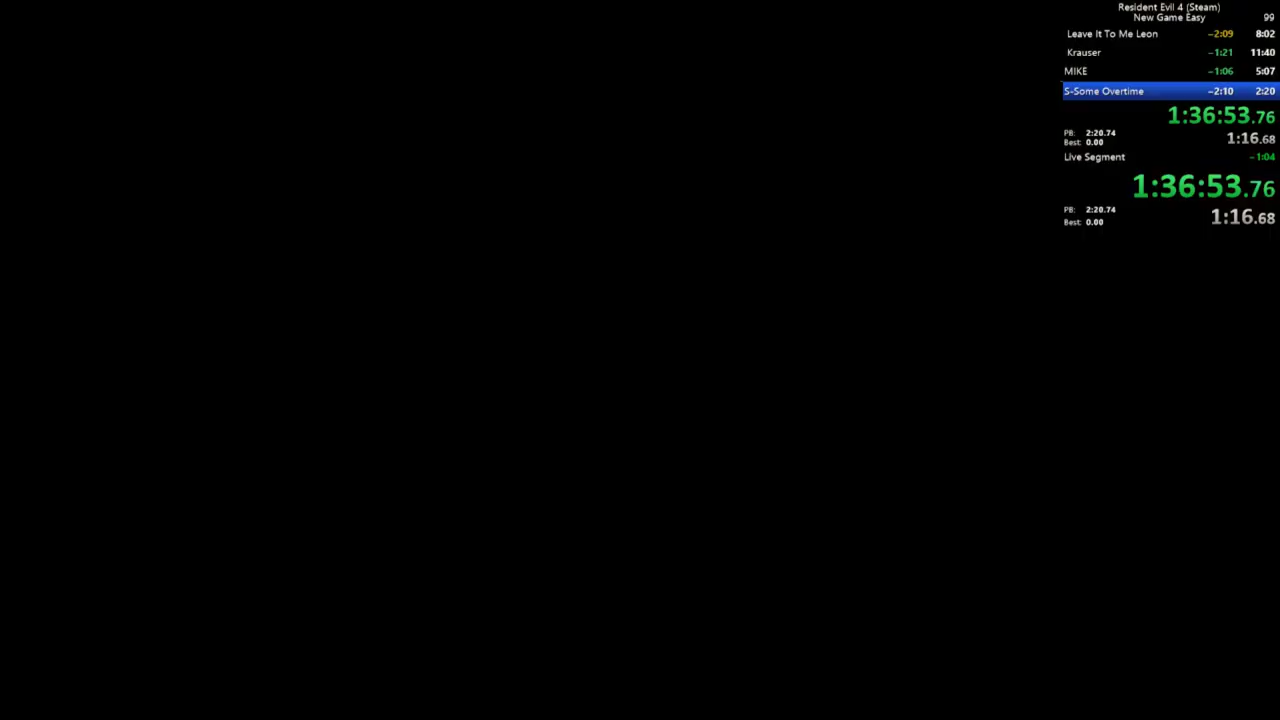 Resident Evil 4 (Steam)
New Game Easy 99
Leave It To Me Leon −2:09 8:02
Krauser −1:21 11:40
MIKE −1:06 5:07
S-Some Overtime −2:10 2:20
1:36:53.76
PB: 2:20.74 1:16.68
Best: 0.00
Live Segment −1:04
1:36:53.76
PB: 2:20.74 1:16.68
Best: 0.00